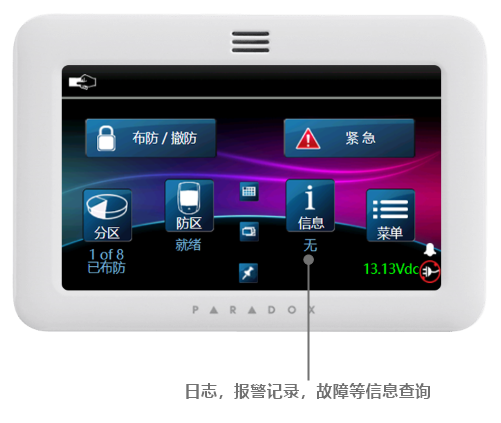 布防 / 撤防
紧 急
分区
防区
信息
菜单
1 of 8
已布防
就绪
无
13.13Vdc
PARADOX
日志，报警记录，故障等信息查询